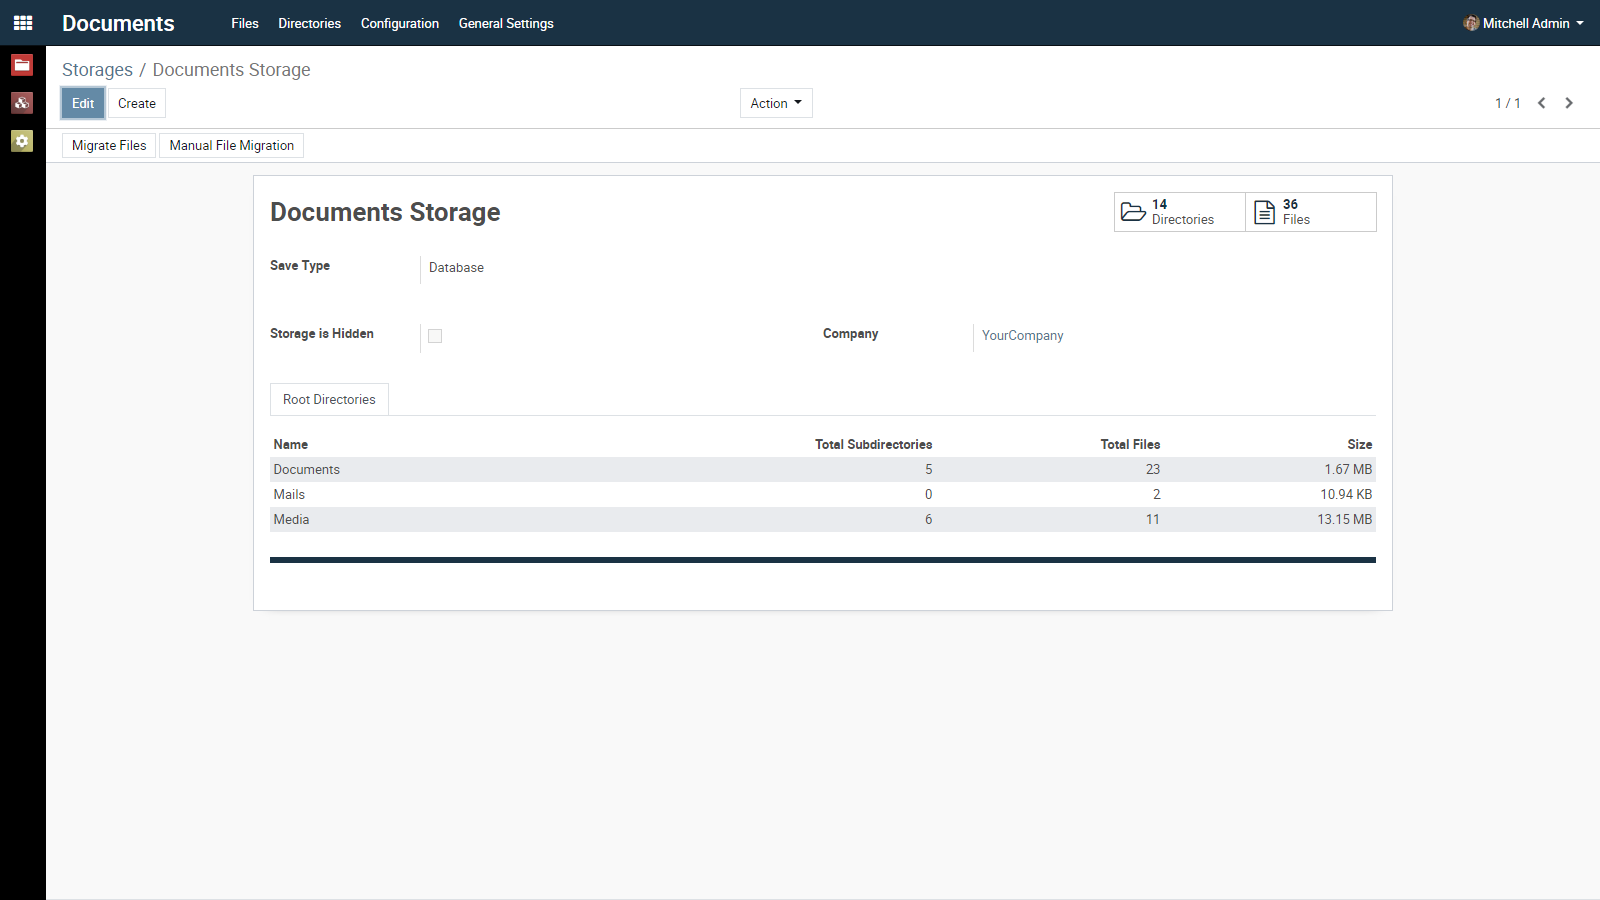 Documents Files Directories Configuration General Settings Mitchell Admin
Storages / Documents Storage
Edit Create Action 1 / 1
Migrate Files Manual File Migration
Documents Storage
14 Directories
36 Files
Save Type Database
Storage is Hidden Company YourCompany
Root Directories
Name Total Subdirectories Total Files Size
Documents 5 23 1.67 MB
Mails 0 2 10.94 KB
Media 6 11 13.15 MB